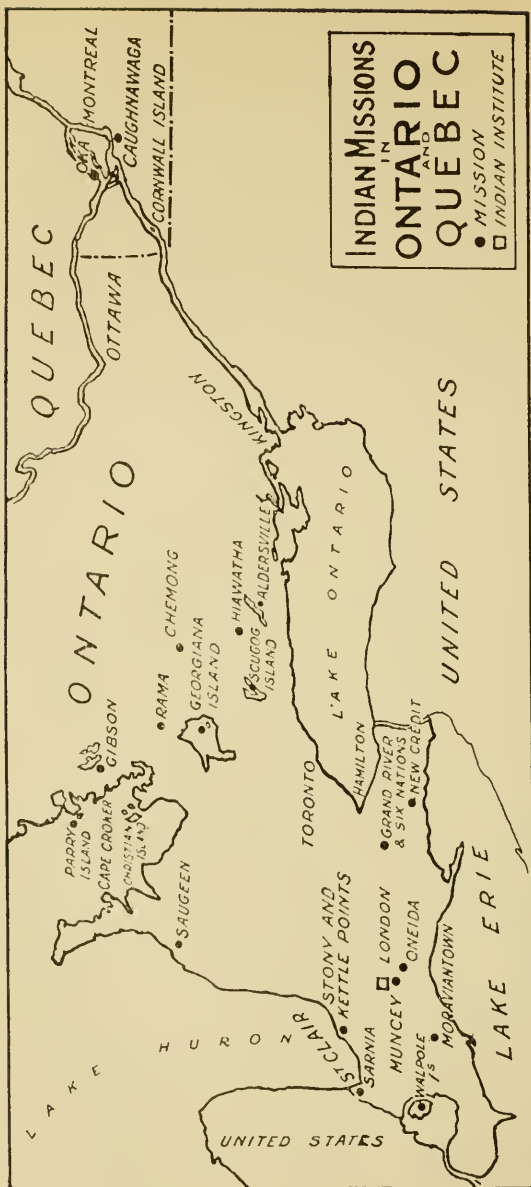 INDIAN MISSIONS
IN
ONTARIO
AND
QUEBEC
● MISSION
□ INDIAN INSTITUTE
QUEBEC
OKA
MONTREAL
CAUGHNAWAGA
CORNWALL ISLAND
OTTAWA
ONTARIO
KINGSTON
GIBSON
PARRY
ISLAND
CAPE CROKER
CHRISTIAN
ISLAND
RAMA
CHEMONG
GEORGIANA
ISLAND
HIAWATHA
SCUGOG
ISLAND
ALDERSVILLE
SAUGEEN
LAKE HURON
TORONTO
LAKE ONTARIO
HAMILTON
GRAND RIVER
& SIX NATIONS
NEW CREDIT
UNITED STATES
STONY AND
KETTLE POINTS
ST CLAIR
SARNIA
MUNCEY
LONDON
ONEIDA
WALPOLE
IS
MORAVIANTOWN
LAKE ERIE
UNITED STATES